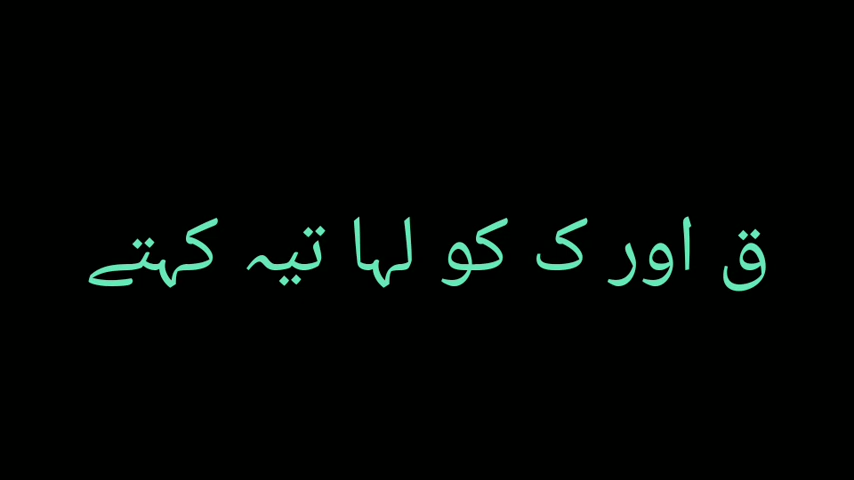 ق اور ک کو لہا تیہ کہتے